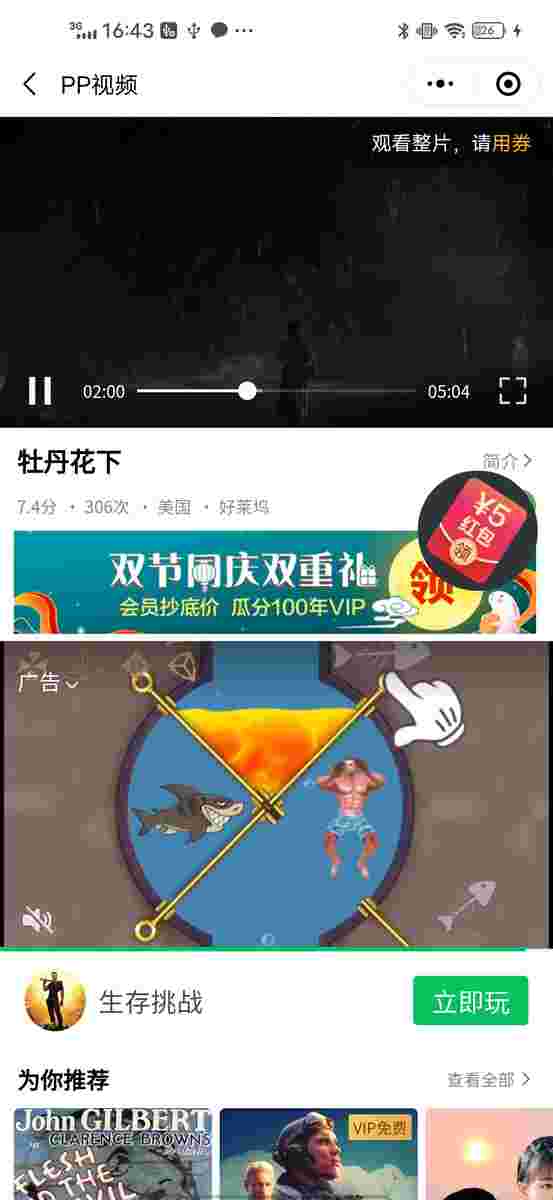 3G 16:43 ••• 26
PP视频
观看整片，请用券
02:00 05:04
牡丹花下
简介
7.4分 · 306次 · 美国 · 好莱坞
¥5
红包
领
双节同庆双重礼
领
会员抄底价 瓜分100年VIP
广告
生存挑战
立即玩
为你推荐
查看全部
John GILBERT
CLARENCE BROWN'S
FLESH
VIP免费